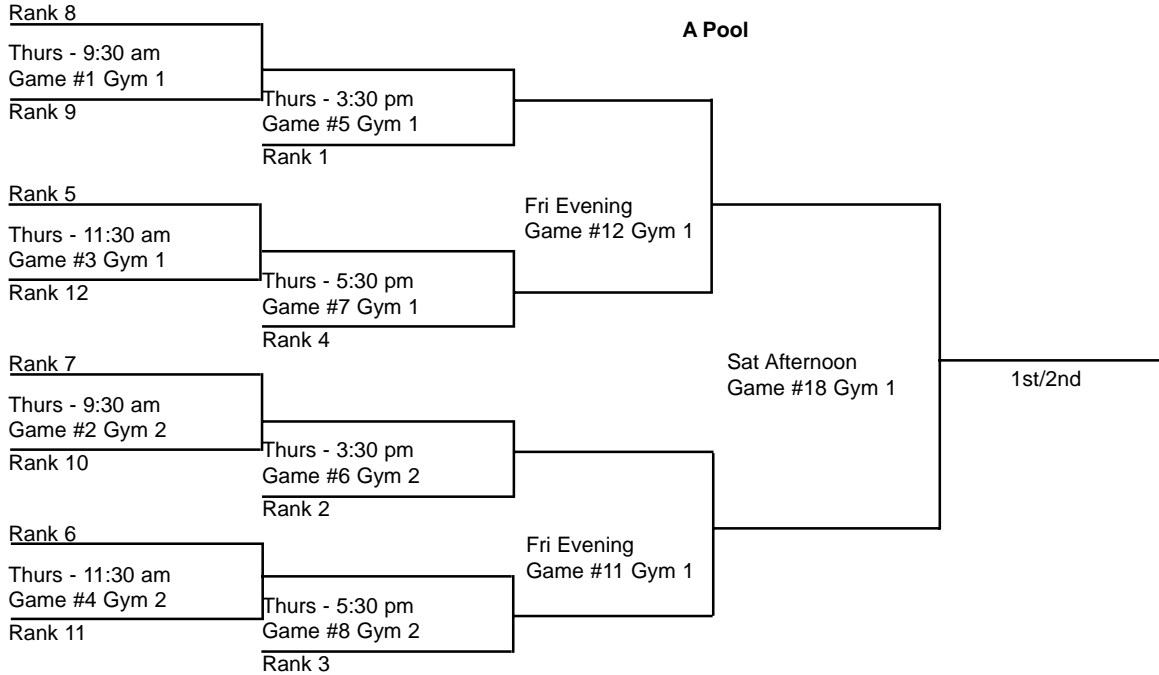 A Pool
Rank 8
Thurs - 9:30 am
Game #1 Gym 1
Rank 9
Thurs - 3:30 pm
Game #5 Gym 1
Rank 1
Rank 5
Thurs - 11:30 am
Game #3 Gym 1
Rank 12
Thurs - 5:30 pm
Game #7 Gym 1
Rank 4
Fri Evening
Game #12 Gym 1
Rank 7
Thurs - 9:30 am
Game #2 Gym 2
Rank 10
Thurs - 3:30 pm
Game #6 Gym 2
Rank 2
Rank 6
Thurs - 11:30 am
Game #4 Gym 2
Rank 11
Thurs - 5:30 pm
Game #8 Gym 2
Rank 3
Fri Evening
Game #11 Gym 1
Sat Afternoon
Game #18 Gym 1
1st/2nd